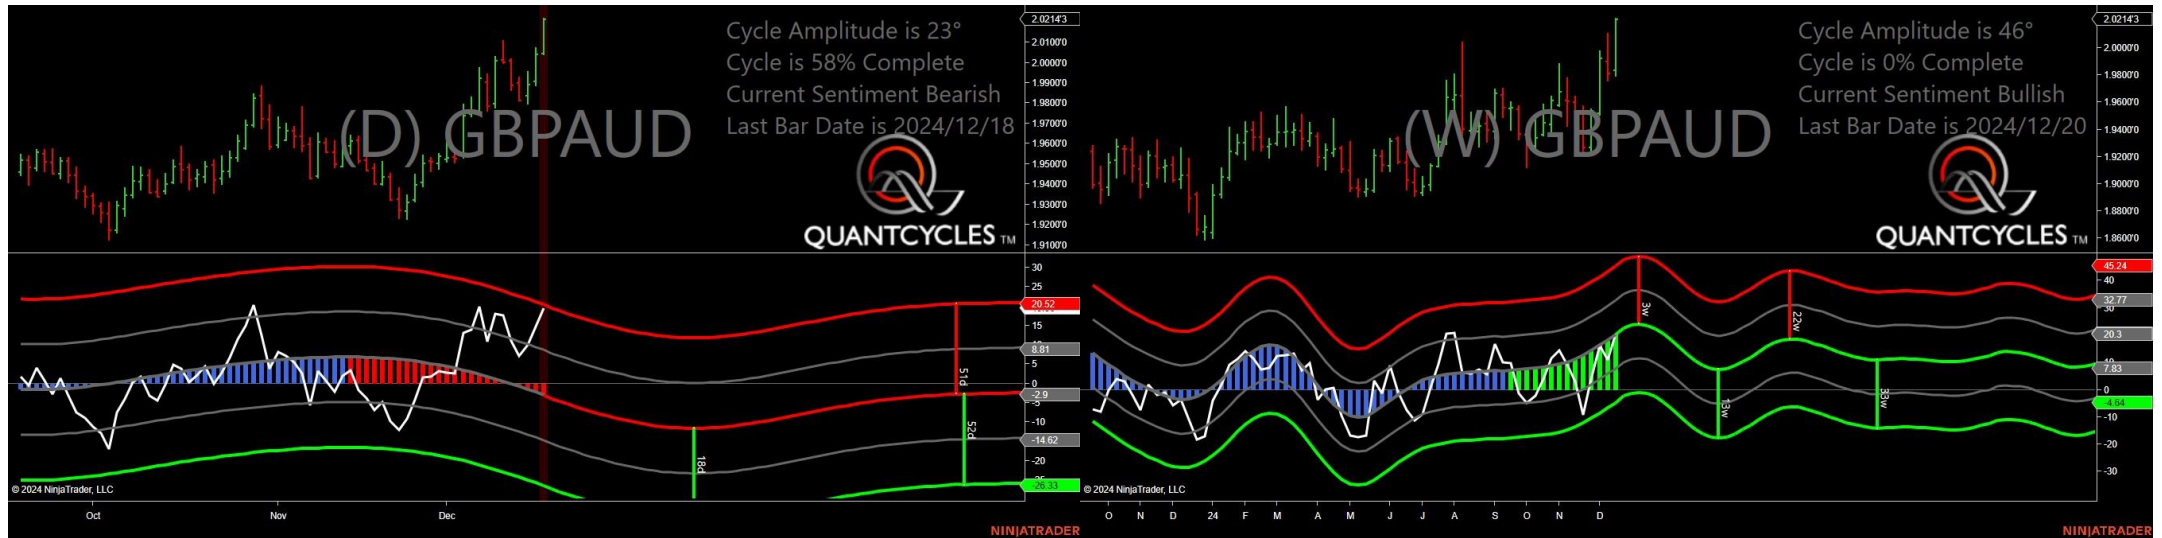 Cycle Amplitude is 23°
Cycle is 58% Complete
Current Sentiment Bearish
Last Bar Date is 2024/12/18
(D) GBPAUD
QUANTCYCLES TM
2.0214'3
2.0100'0
1.9900'0
1.9800'0
1.9700'0
1.9600'0
1.9500'0
1.9400'0
1.9300'0
1.9200'0
1.9100'0
30
25
20.52
15
8.81
5
0
-2.9
-5
-10
-14.62
-20
-26.33
51d
52d
18d
© 2024 NinjaTrader, LLC
Oct Nov Dec
NINJATRADER
Cycle Amplitude is 46°
Cycle is 0% Complete
Current Sentiment Bullish
Last Bar Date is 2024/12/20
(W) GBPAUD
QUANTCYCLES TM
2.0214'3
2.0000'0
1.9800'0
1.9600'0
1.9400'0
1.9200'0
1.9000'0
1.8800'0
1.8600'0
45.24
40
32.77
30
20.3
10
7.83
0
-4.64
-10
-20
-30
3w
22w
13w
33w
© 2024 NinjaTrader, LLC
O N D 24 F M A M J J A S O N D
NINJATRADER